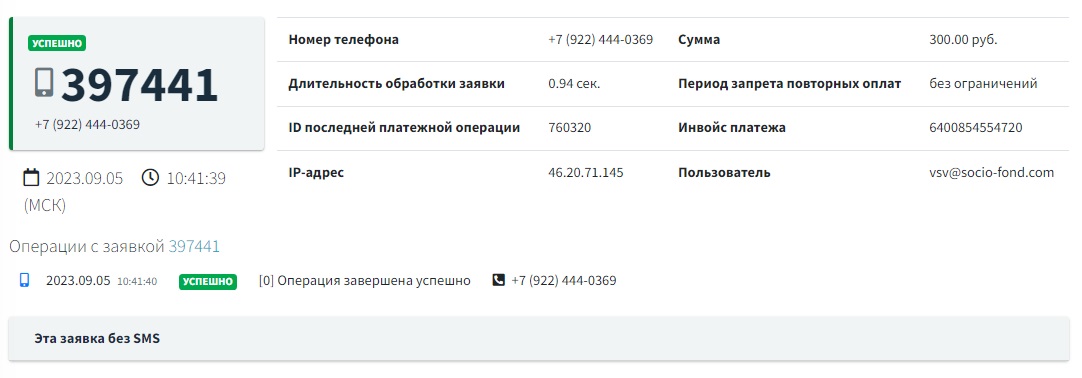 УСПЕШНО
397441
+7 (922) 444-0369
2023.09.05 10:41:39
(МСК)
Номер телефона +7 (922) 444-0369 Сумма 300.00 руб.
Длительность обработки заявки 0.94 сек. Период запрета повторных оплат без ограничений
ID последней платежной операции 760320 Инвойс платежа 6400854554720
IP-адрес 46.20.71.145 Пользователь vsv@socio-fond.com
Операции с заявкой 397441
2023.09.05 10:41:40 УСПЕШНО [0] Операция завершена успешно +7 (922) 444-0369
Эта заявка без SMS